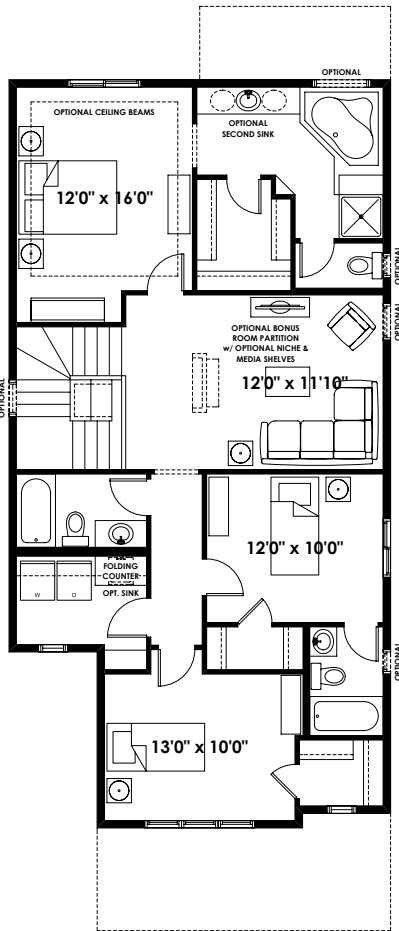 OPTIONAL
OPTIONAL CEILING BEAMS
OPTIONAL
SECOND SINK
12'0" x 16'0"
OPTIONAL
OPTIONAL
OPTIONAL BONUS
ROOM PARTITION
w/ OPTIONAL NICHE &
MEDIA SHELVES
12'0" x 11'10"
OPTIONAL
12'0" x 10'0"
FOLDING
COUNTER
OPT. SINK
W
D
OPTIONAL
13'0" x 10'0"